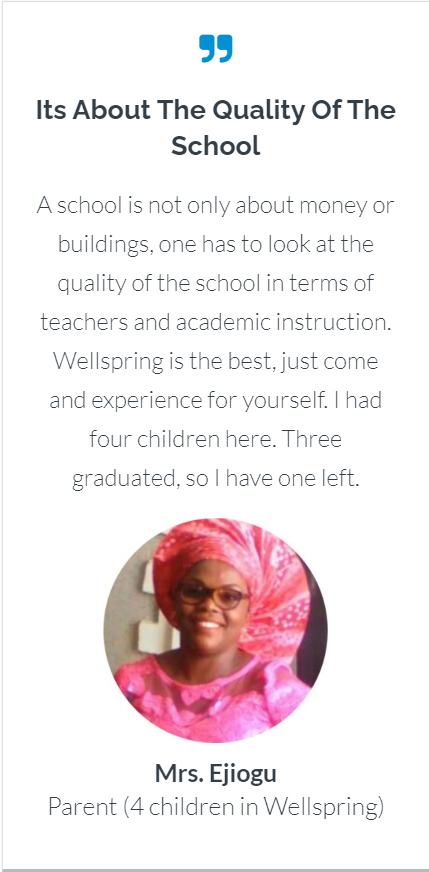 Its About The Quality Of The
School
A school is not only about money or
buildings, one has to look at the
quality of the school in terms of
teachers and academic instruction.
Wellspring is the best, just come
and experience for yourself. I had
four children here. Three
graduated, so I have one left.
Mrs. Ejiogu
Parent (4 children in Wellspring)